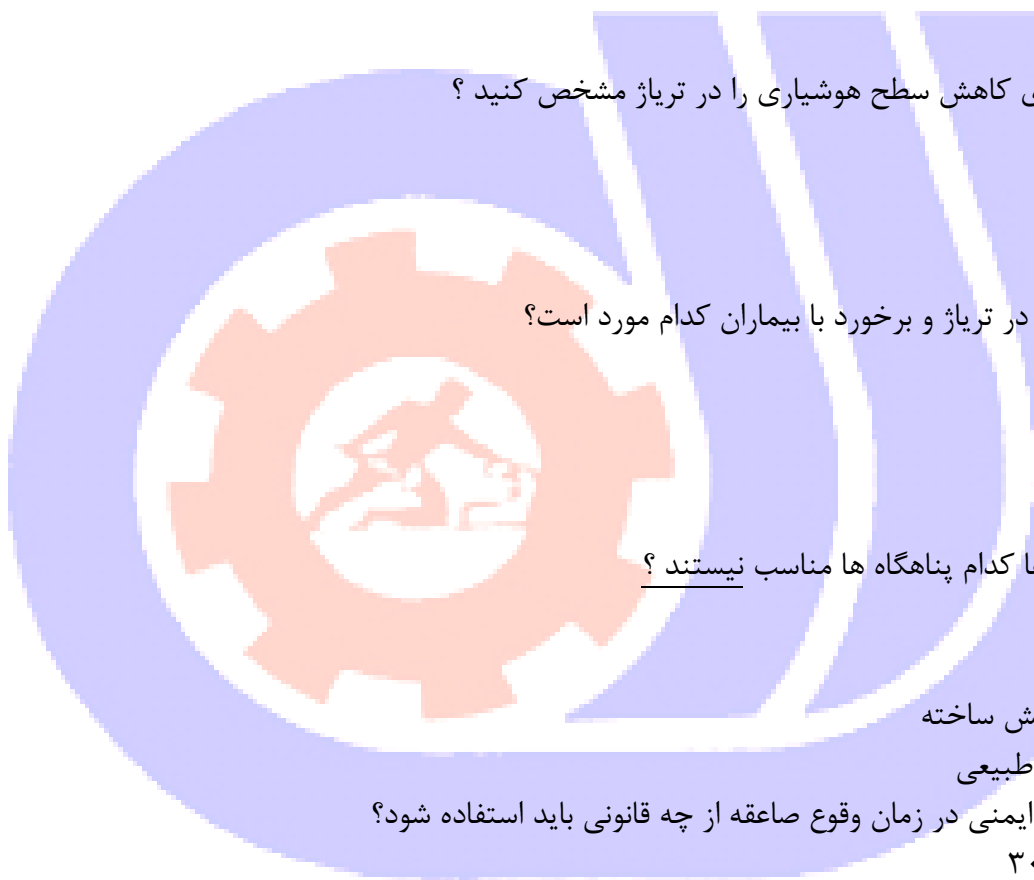 کاهش سطح هوشیاری را در تریاژ مشخص کنید ؟
در تریاژ و برخورد با بیماران کدام مورد است؟
کدام پناهگاه ها مناسب نیستند ؟
ساخته
طبیعی
ایمنی در زمان وقوع صاعقه از چه قانونی باید استفاده شود؟